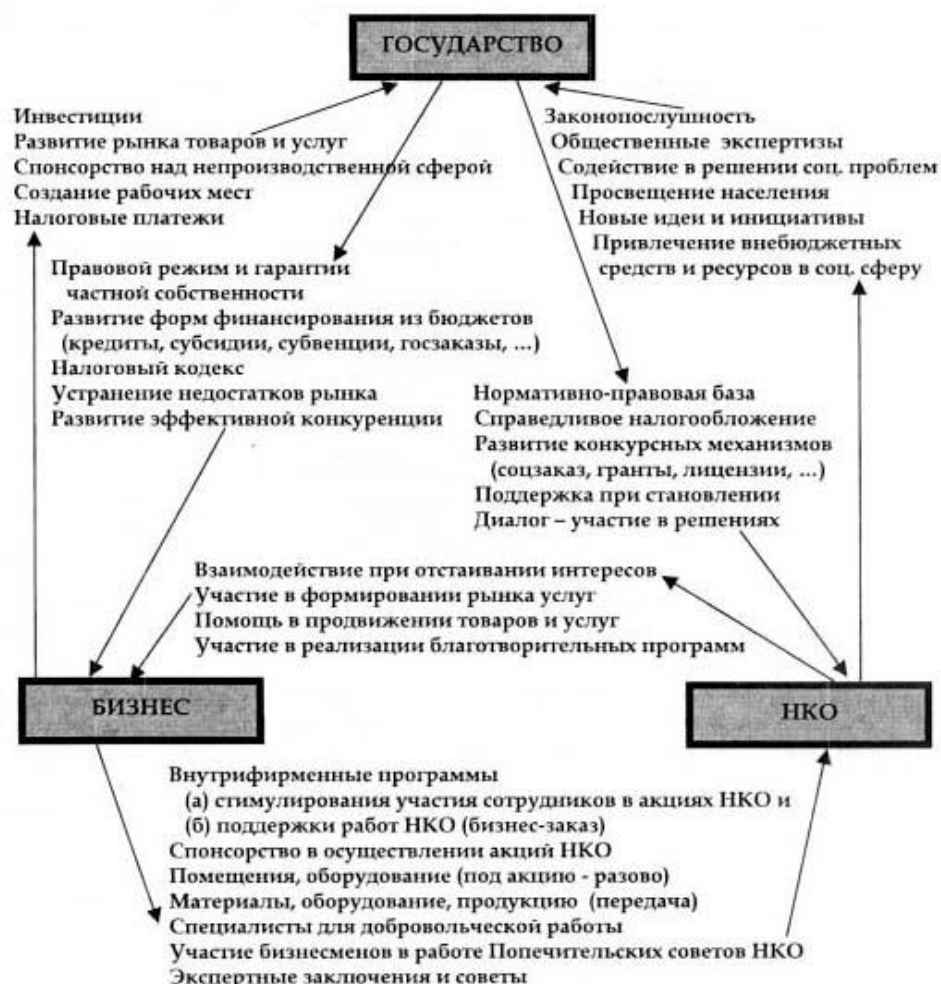 ГОСУДАРСТВО
Инвестиции
Развитие рынка товаров и услуг
Спонсорство над непроизводственной сферой
Создание рабочих мест
Налоговые платежи
Законопослушность
Общественные экспертизы
Содействие в решении соц. проблем
Просвещение населения
Новые идеи и инициативы
Привлечение внебюджетных
средств и ресурсов в соц. сферу
Правовой режим и гарантии
частной собственности
Развитие форм финансирования из бюджетов
(кредиты, субсидии, субвенции, госзаказы, ...)
Налоговый кодекс
Устранение недостатков рынка
Развитие эффективной конкуренции
Нормативно-правовая база
Справедливое налогообложение
Развитие конкурсных механизмов
(соцзаказ, гранты, лицензии, ...)
Поддержка при становлении
Диалог – участие в решениях
Взаимодействие при отстаивании интересов
Участие в формировании рынка услуг
Помощь в продвижении товаров и услуг
Участие в реализации благотворительных программ
БИЗНЕС
НКО
Внутрифирменные программы
(а) стимулирования участия сотрудников в акциях НКО и
(б) поддержки работ НКО (бизнес-заказ)
Спонсорство в осуществлении акций НКО
Помещения, оборудование (под акцию - разово)
Материалы, оборудование, продукцию (передача)
Специалисты для добровольческой работы
Участие бизнесменов в работе Попечительских советов НКО
Экспертные заключения и советы